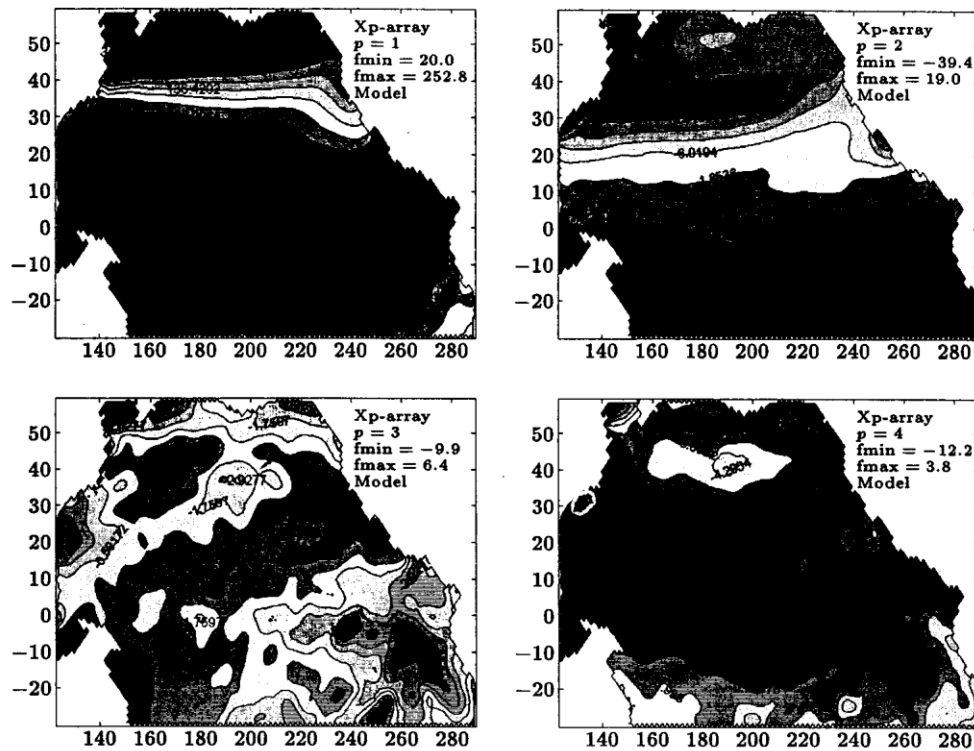 Xp-array
p = 1
fmin = 20.0
fmax = 252.8
Model
50
40
30
20
10
0
−10
−20
140 160 180 200 220 240 260 280
Xp-array
p = 2
fmin = −39.4
fmax = 19.0
Model
-6.0194
50
40
30
20
10
0
−10
−20
140 160 180 200 220 240 260 280
Xp-array
p = 3
fmin = −9.9
fmax = 6.4
Model
-1.7597
50
40
30
20
10
0
−10
−20
140 160 180 200 220 240 260 280
Xp-array
p = 4
fmin = −12.2
fmax = 3.8
Model
50
40
30
20
10
0
−10
−20
140 160 180 200 220 240 260 280